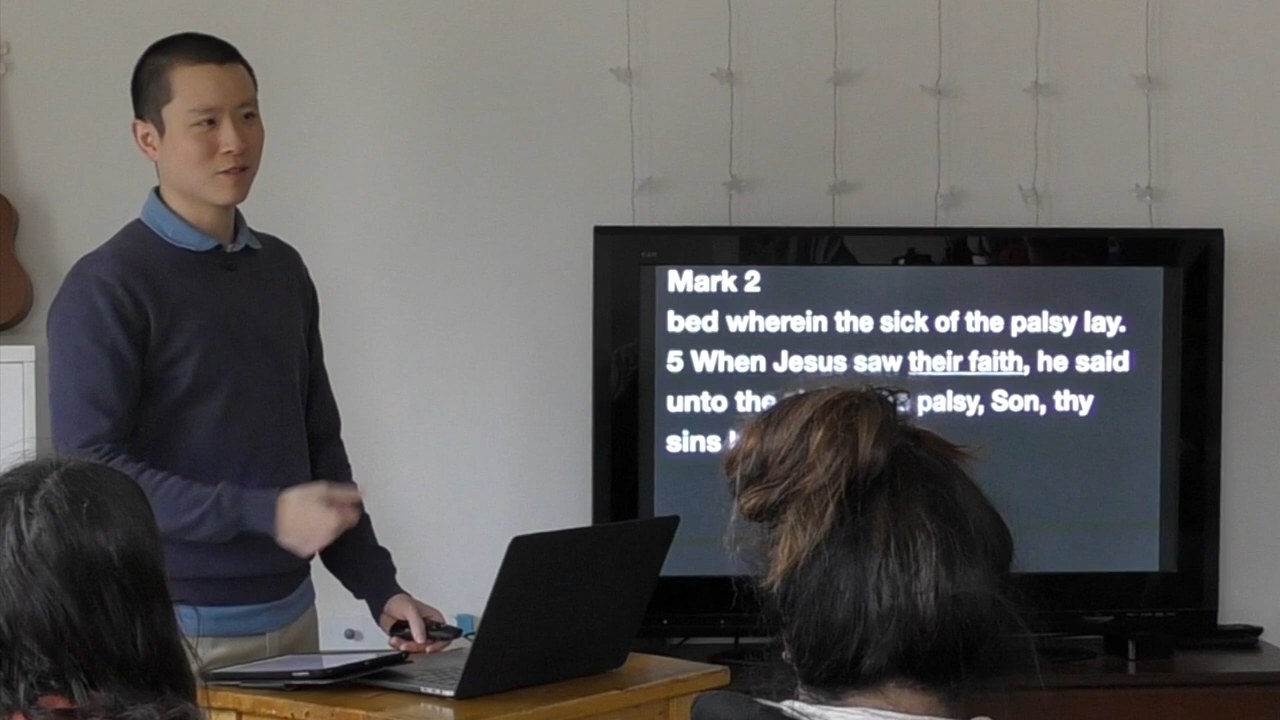 Mark 2
bed wherein the sick of the palsy lay.
5 When Jesus saw their faith, he said
unto the palsy, Son, thy
sins